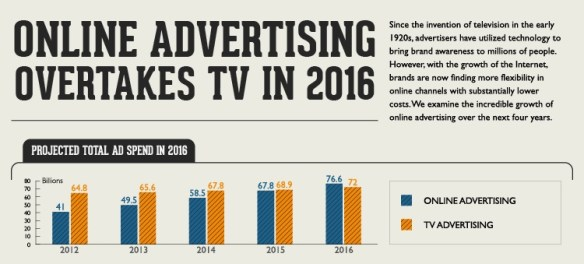 ONLINE ADVERTISING
OVERTAKES TV IN 2016
Since the invention of television in the early
1920s, advertisers have utilized technology to
bring brand awareness to millions of people.
However, with the growth of the Internet,
brands are now finding more flexibility in
online channels with substantially lower
costs. We examine the incredible growth of
online advertising over the next four years.
PROJECTED TOTAL AD SPEND IN 2016
Billions
80
70
60
50
40
30
20
10
0
41 64.8
49.5 65.6
58.5 67.8
67.8 68.9
76.6 72
2012 2013 2014 2015 2016
ONLINE ADVERTISING
TV ADVERTISING